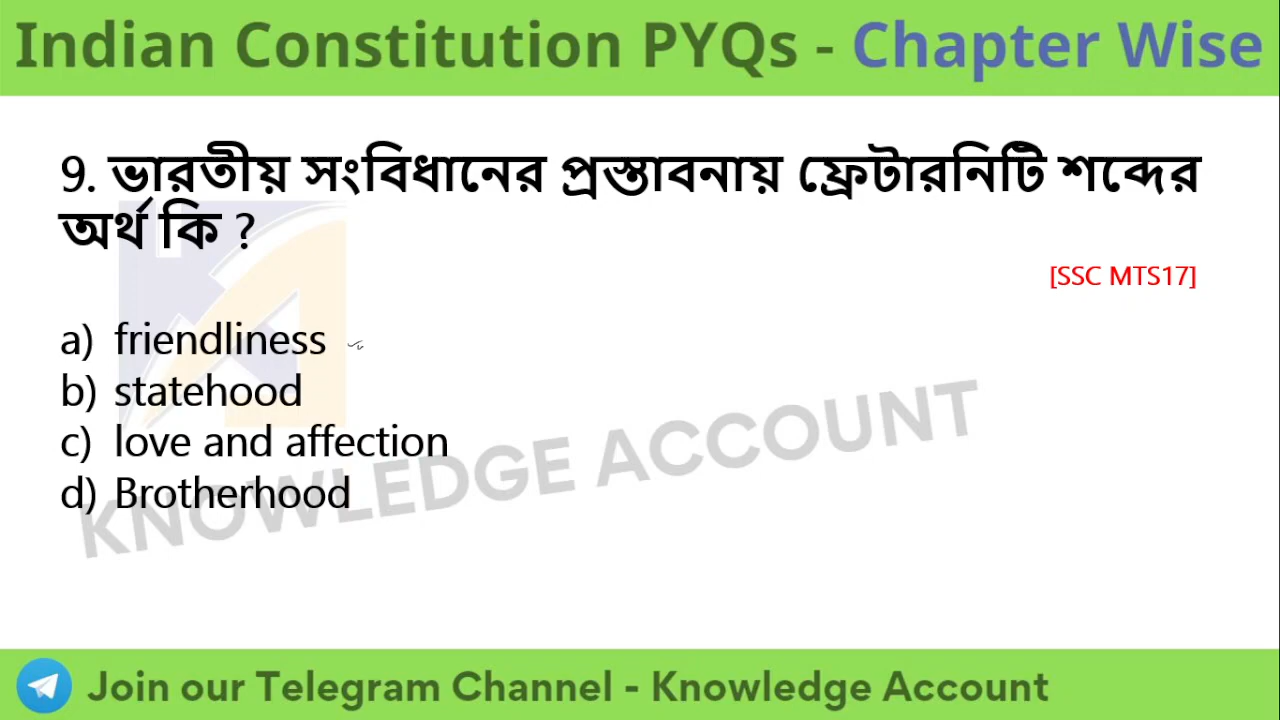 Indian Constitution PYQs - Chapter Wise
9. ভারতীয় সংবিধানের প্রস্তাবনায় ফ্রেটারনিটি শব্দের
অর্থ কি ?
[SSC MTS17]
a) friendliness
b) statehood
c) love and affection
d) Brotherhood
KNOWLEDGE ACCOUNT
Join our Telegram Channel - Knowledge Account